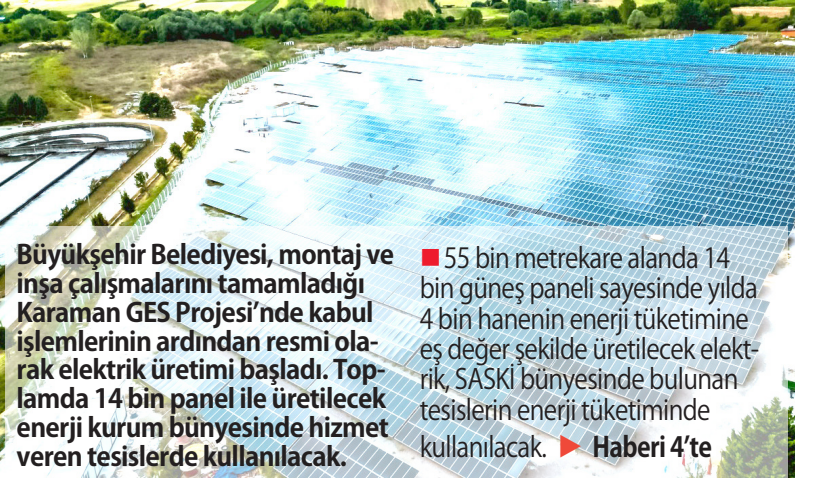 Büyükşehir Belediyesi, montaj ve
inşa çalışmalarını tamamladığı
Karaman GES Projesi’nde kabul
işlemlerinin ardından resmi ola-
rak elektrik üretimi başladı. Top-
lamda 14 bin panel ile üretilecek
enerji kurum bünyesinde hizmet
veren tesislerde kullanılacak.
■ 55 bin metrekare alanda 14
bin güneş paneli sayesinde yılda
4 bin hanenin enerji tüketimine
eş değer şekilde üretilecek elekt-
rik, SASKİ bünyesinde bulunan
tesislerin enerji tüketiminde
kullanılacak. ▶ Haberi 4’te